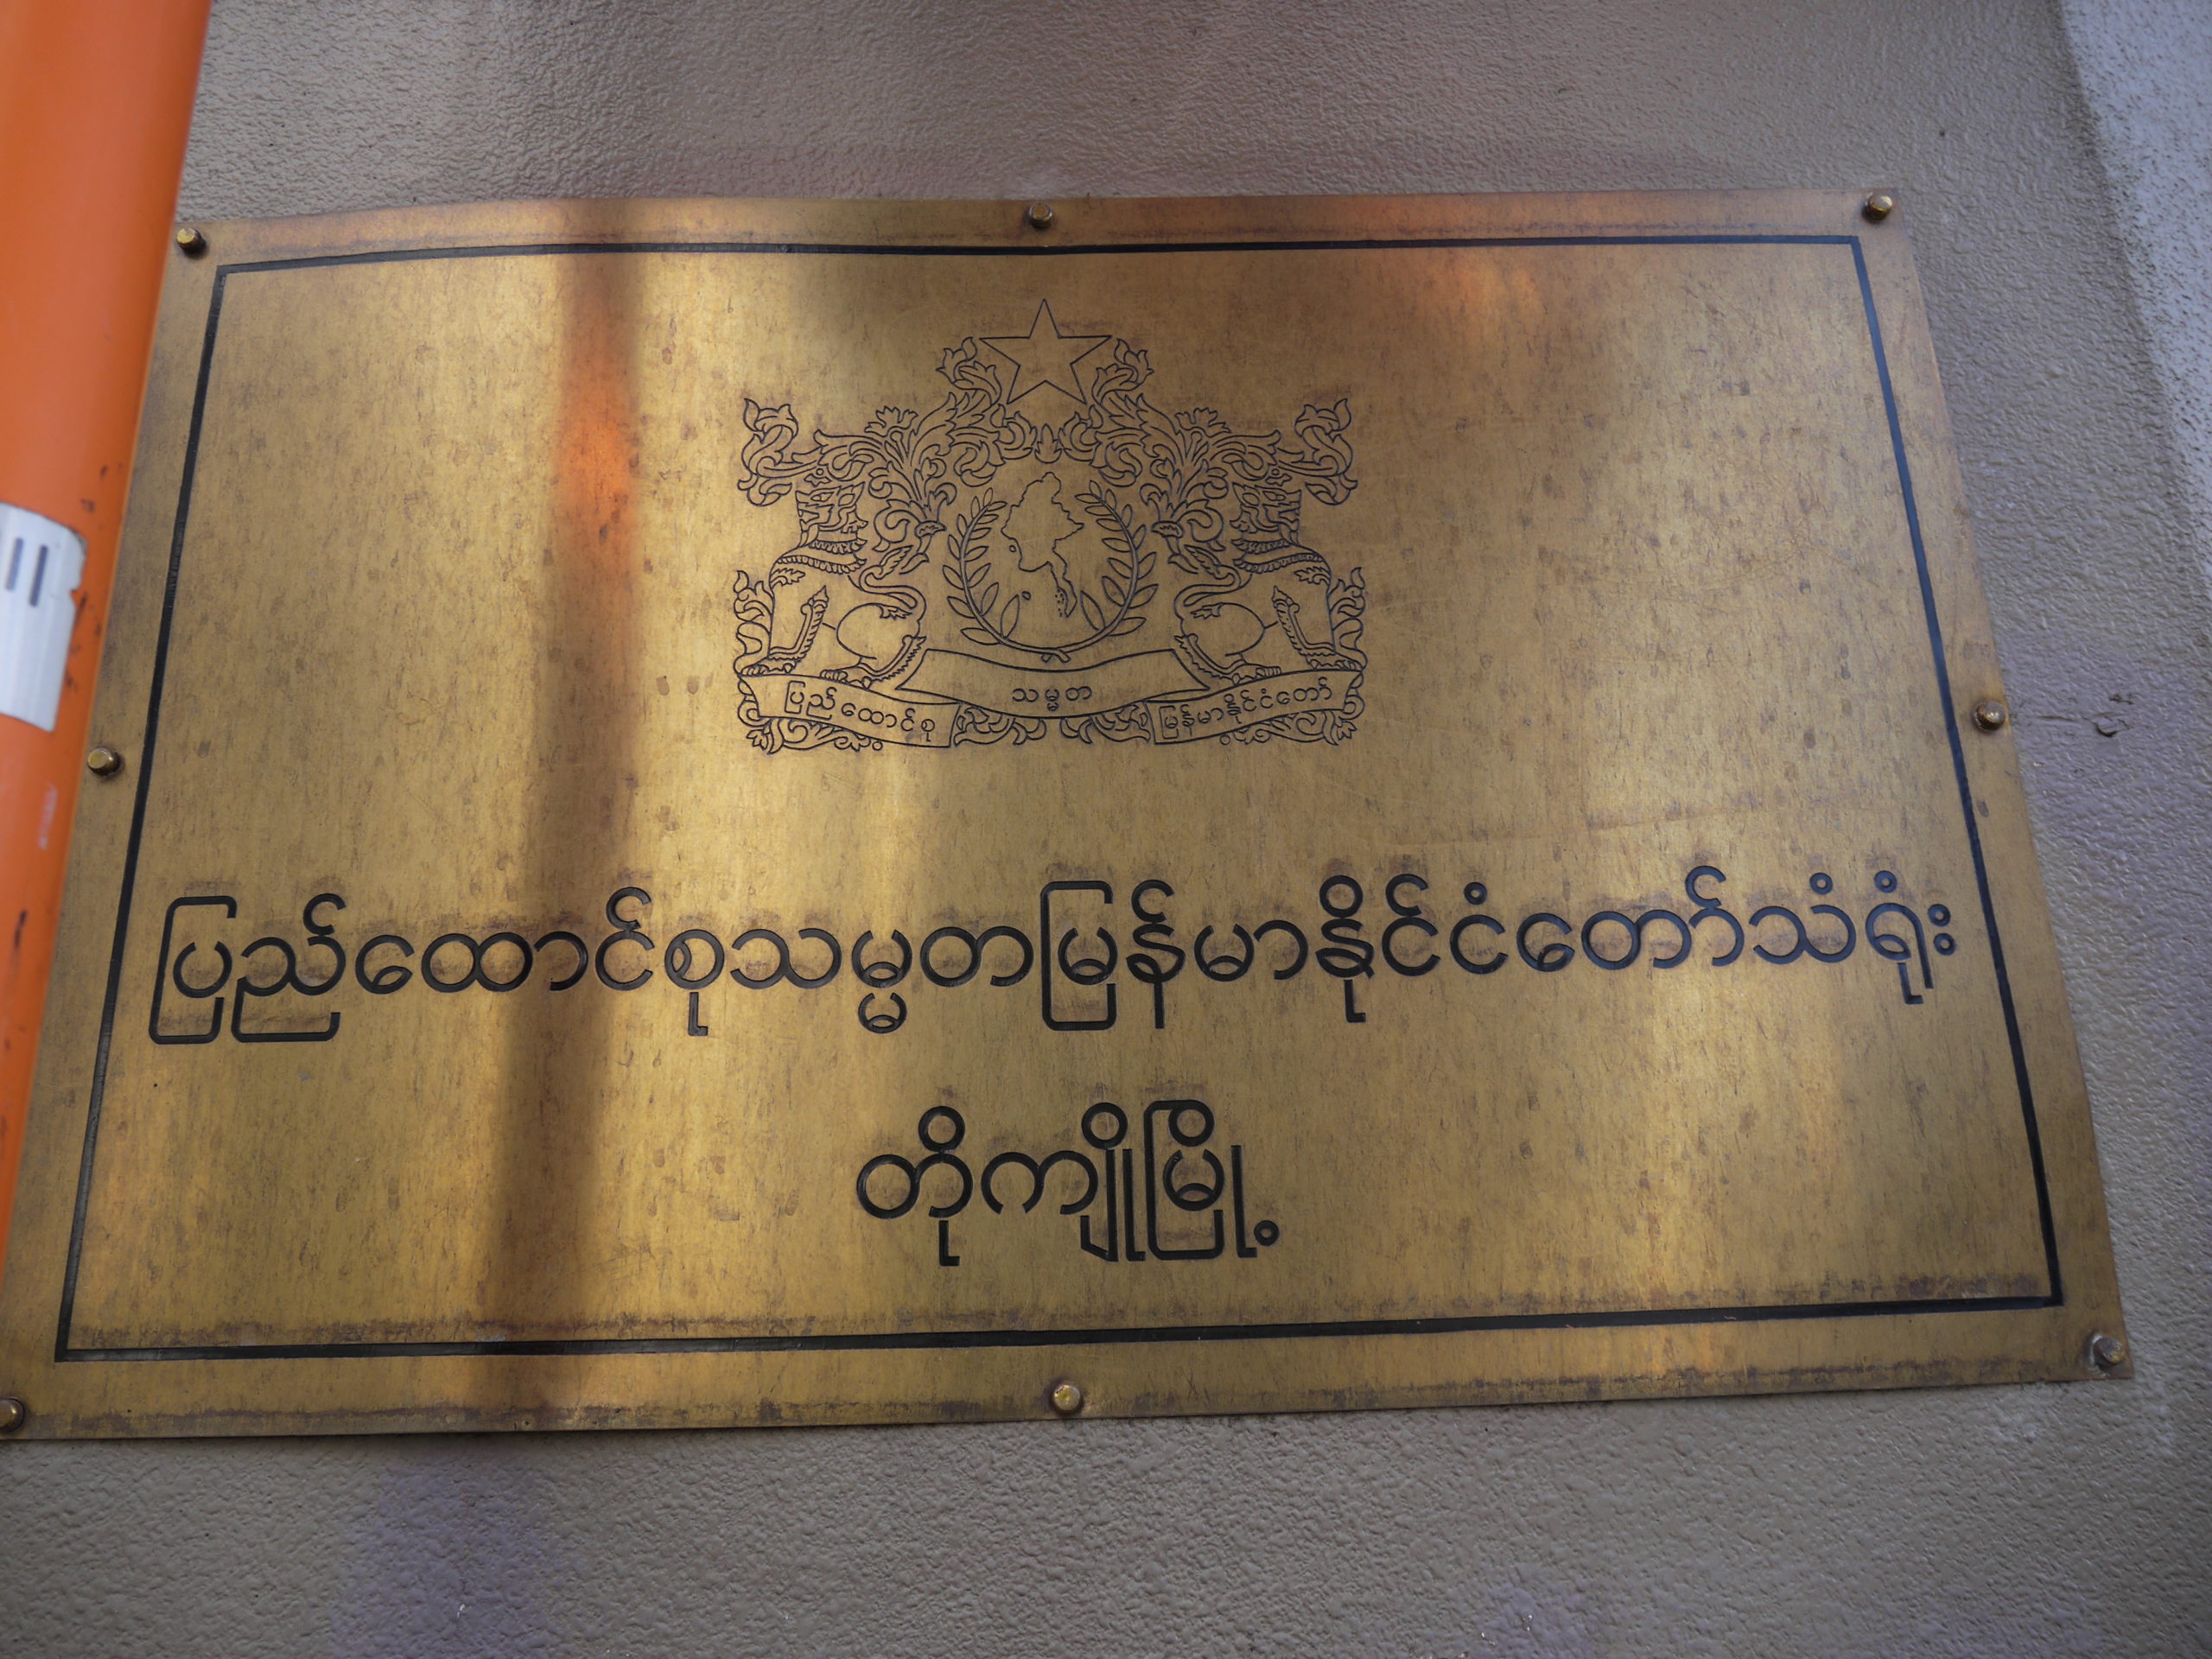 ပြည်ထောင်စု
သမ္မတ
မြန်မာနိုင်ငံတော်
ပြည်ထောင်စုသမ္မတမြန်မာနိုင်ငံတော်သံရုံး
တိုကျိုမြို့